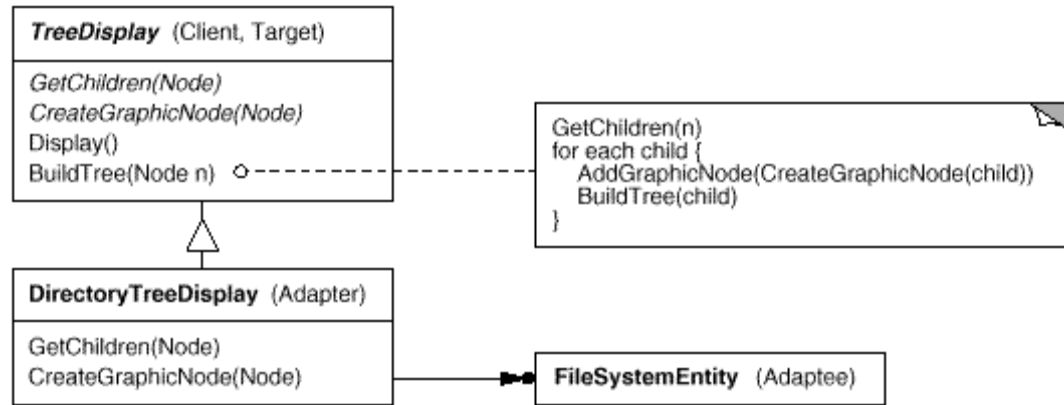 TreeDisplay (Client, Target)
GetChildren(Node)
CreateGraphicNode(Node)
Display()
BuildTree(Node n)
GetChildren(n)
for each child {
AddGraphicNode(CreateGraphicNode(child))
BuildTree(child)
}
DirectoryTreeDisplay (Adapter)
GetChildren(Node)
CreateGraphicNode(Node)
FileSystemEntity (Adaptee)